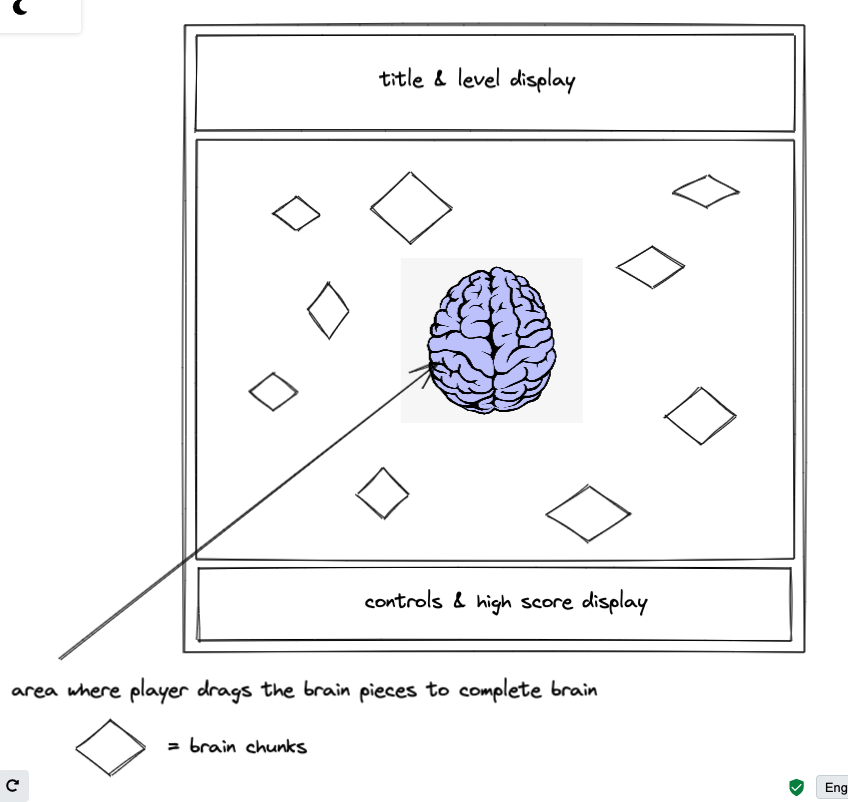 title & level display
controls & high score display
area where player drags the brain pieces to complete brain
= brain chunks
Eng